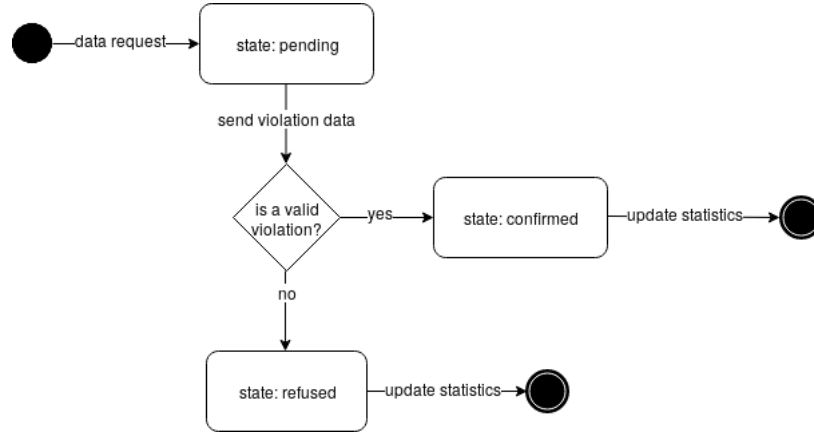 data request
state: pending
send violation data
is a valid
violation?
yes
state: confirmed
update statistics
no
state: refused
update statistics